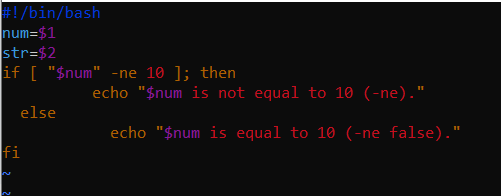 #!/bin/bash
num=$1
str=$2
if [ "$num" -ne 10 ]; then
          echo "$num is not equal to 10 (-ne)."
  else
            echo "$num is equal to 10 (-ne false)."
fi
~
~